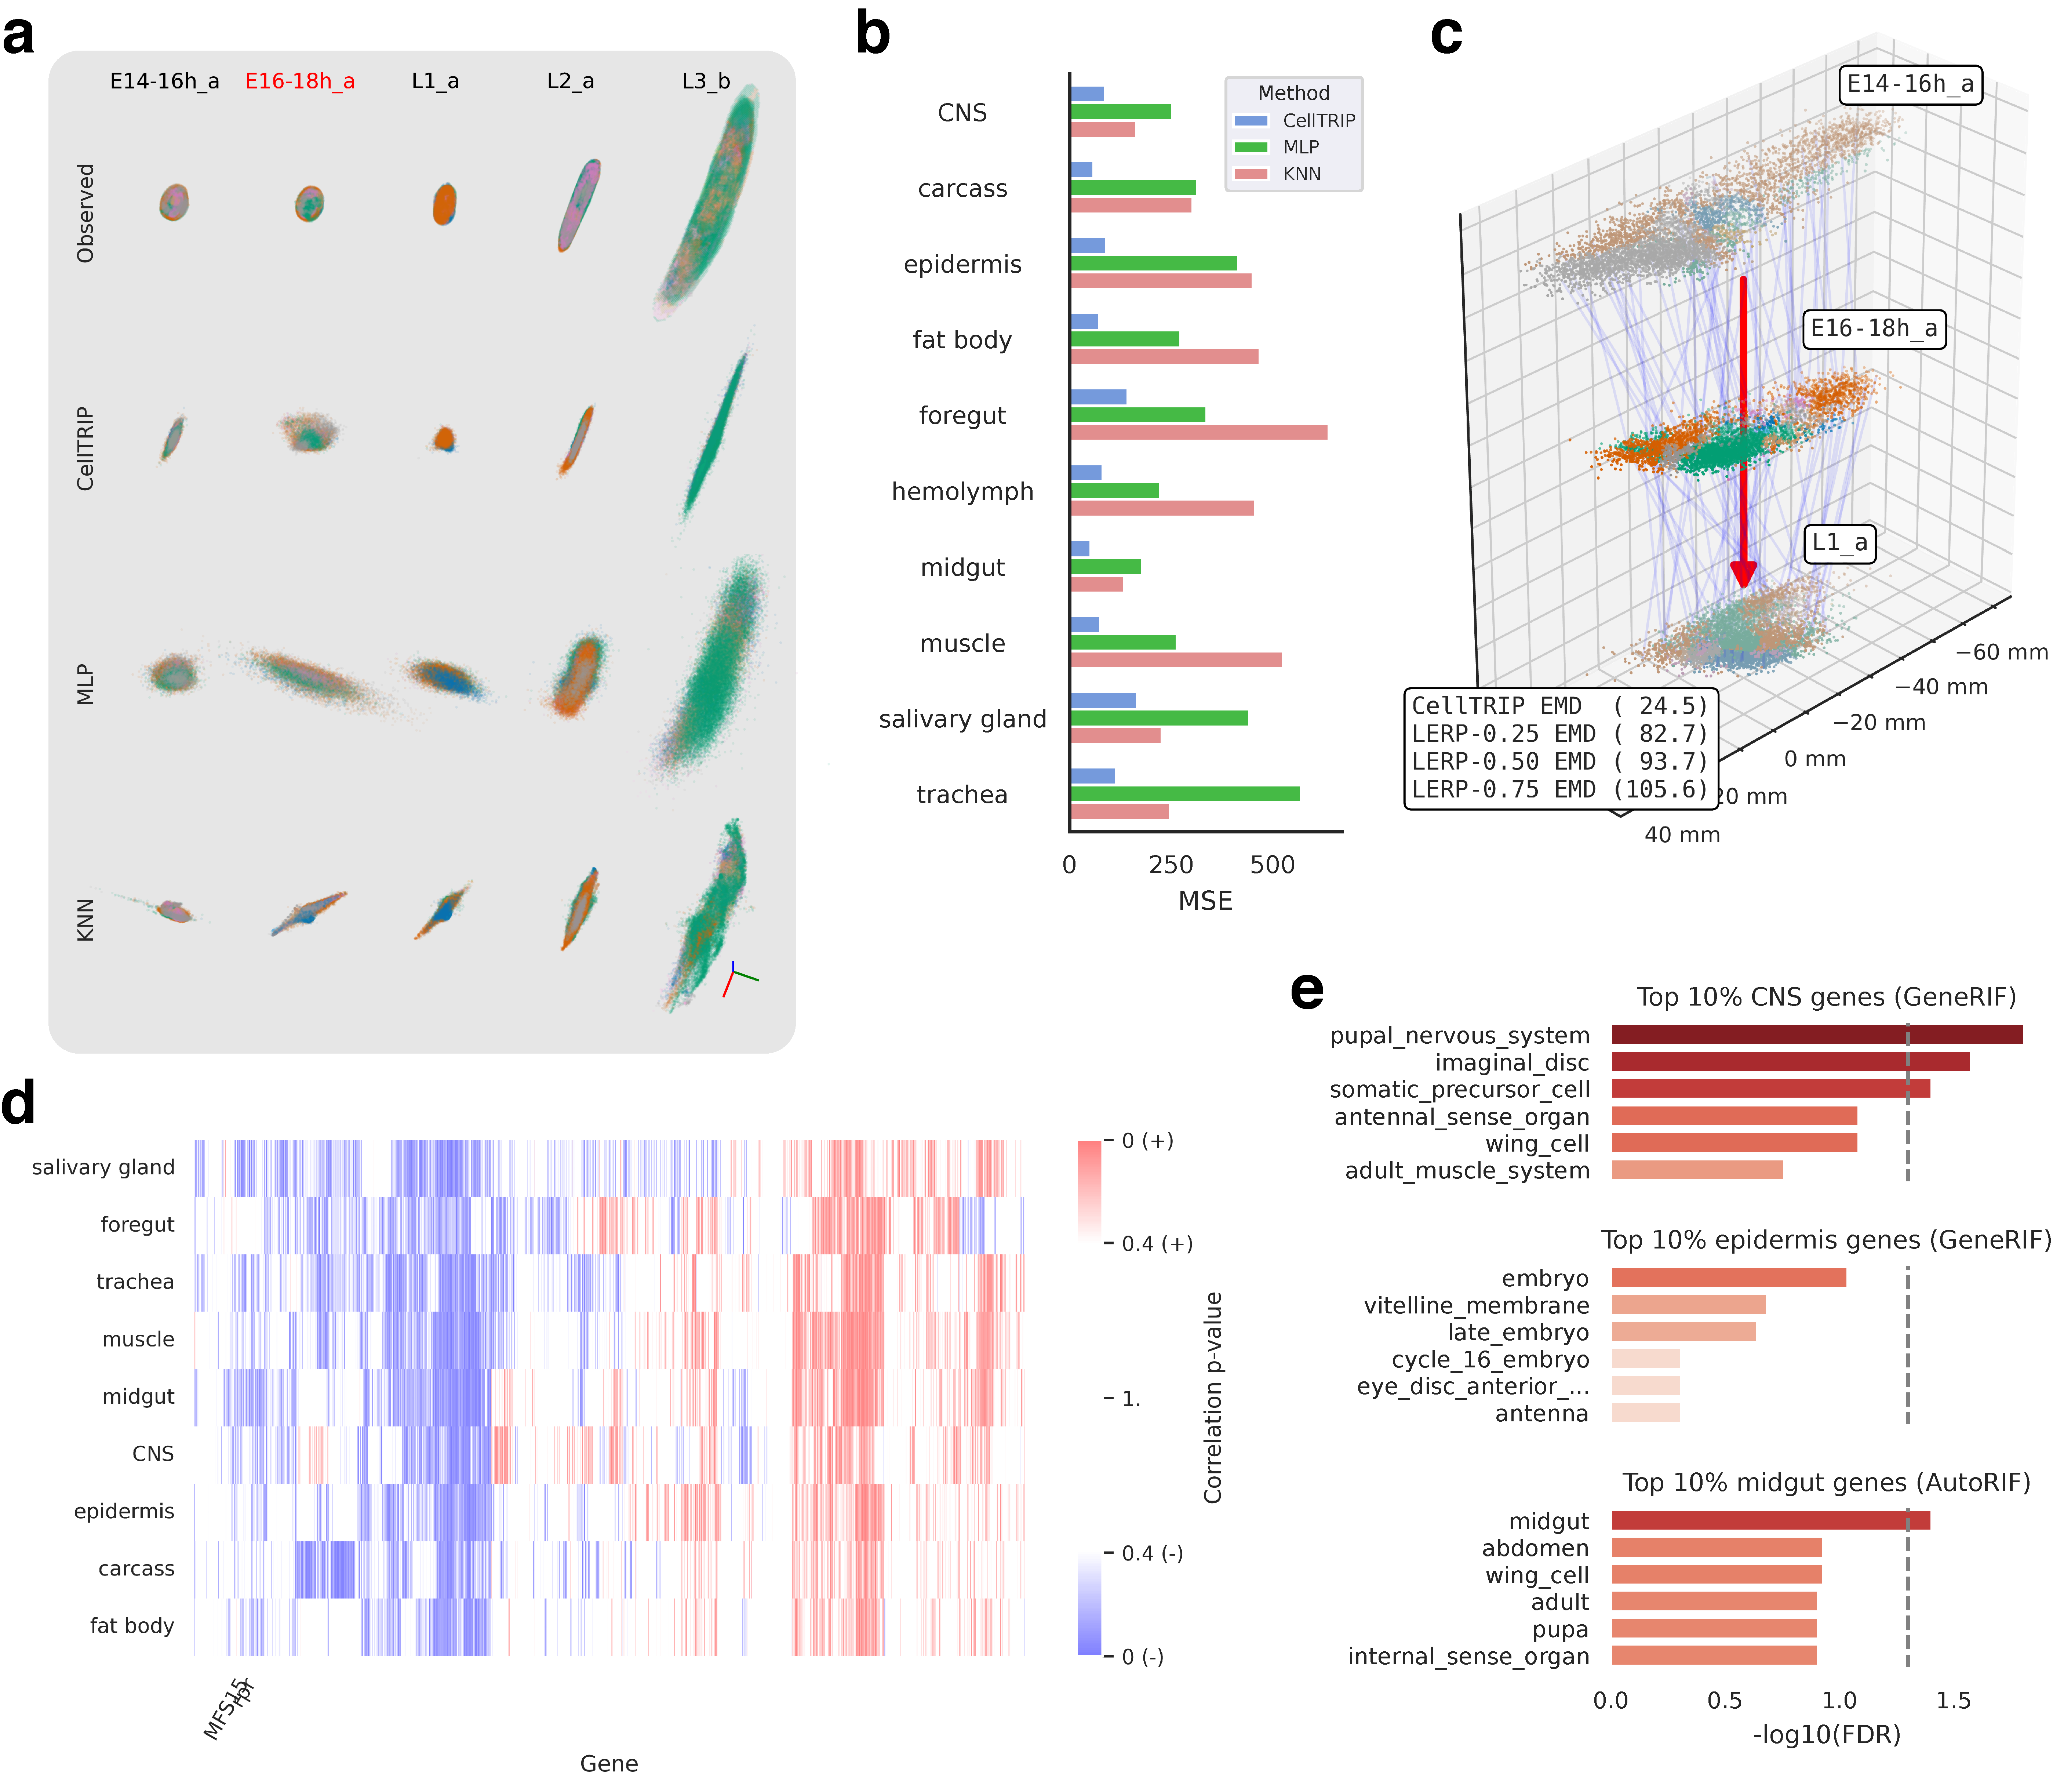 a
E14-16h_a E16-18h_a L1_a L2_a L3_b
Observed
CellTRIP
MLP
KNN
b
CNS
carcass
epidermis
fat body
foregut
hemolymph
midgut
muscle
salivary gland
trachea
Method
CellTRIP
MLP
KNN
0 250 500
MSE
c
E14-16h_a
E16-18h_a
L1_a
−60 mm
−40 mm
−20 mm
0 mm
20 mm
40 mm
CellTRIP EMD ( 24.5)
LERP-0.25 EMD ( 82.7)
LERP-0.50 EMD ( 93.7)
LERP-0.75 EMD (105.6)
d
salivary gland
foregut
trachea
muscle
midgut
CNS
epidermis
carcass
fat body
MFS15
rpr
Gene
0 (+)
0.4 (+)
1.
0.4 (-)
0 (-)
Correlation p-value
e
Top 10% CNS genes (GeneRIF)
pupal_nervous_system
imaginal_disc
somatic_precursor_cell
antennal_sense_organ
wing_cell
adult_muscle_system
Top 10% epidermis genes (GeneRIF)
embryo
vitelline_membrane
late_embryo
cycle_16_embryo
eye_disc_anterior_...
antenna
Top 10% midgut genes (AutoRIF)
midgut
abdomen
wing_cell
adult
pupa
internal_sense_organ
0.0 0.5 1.0 1.5
-log10(FDR)